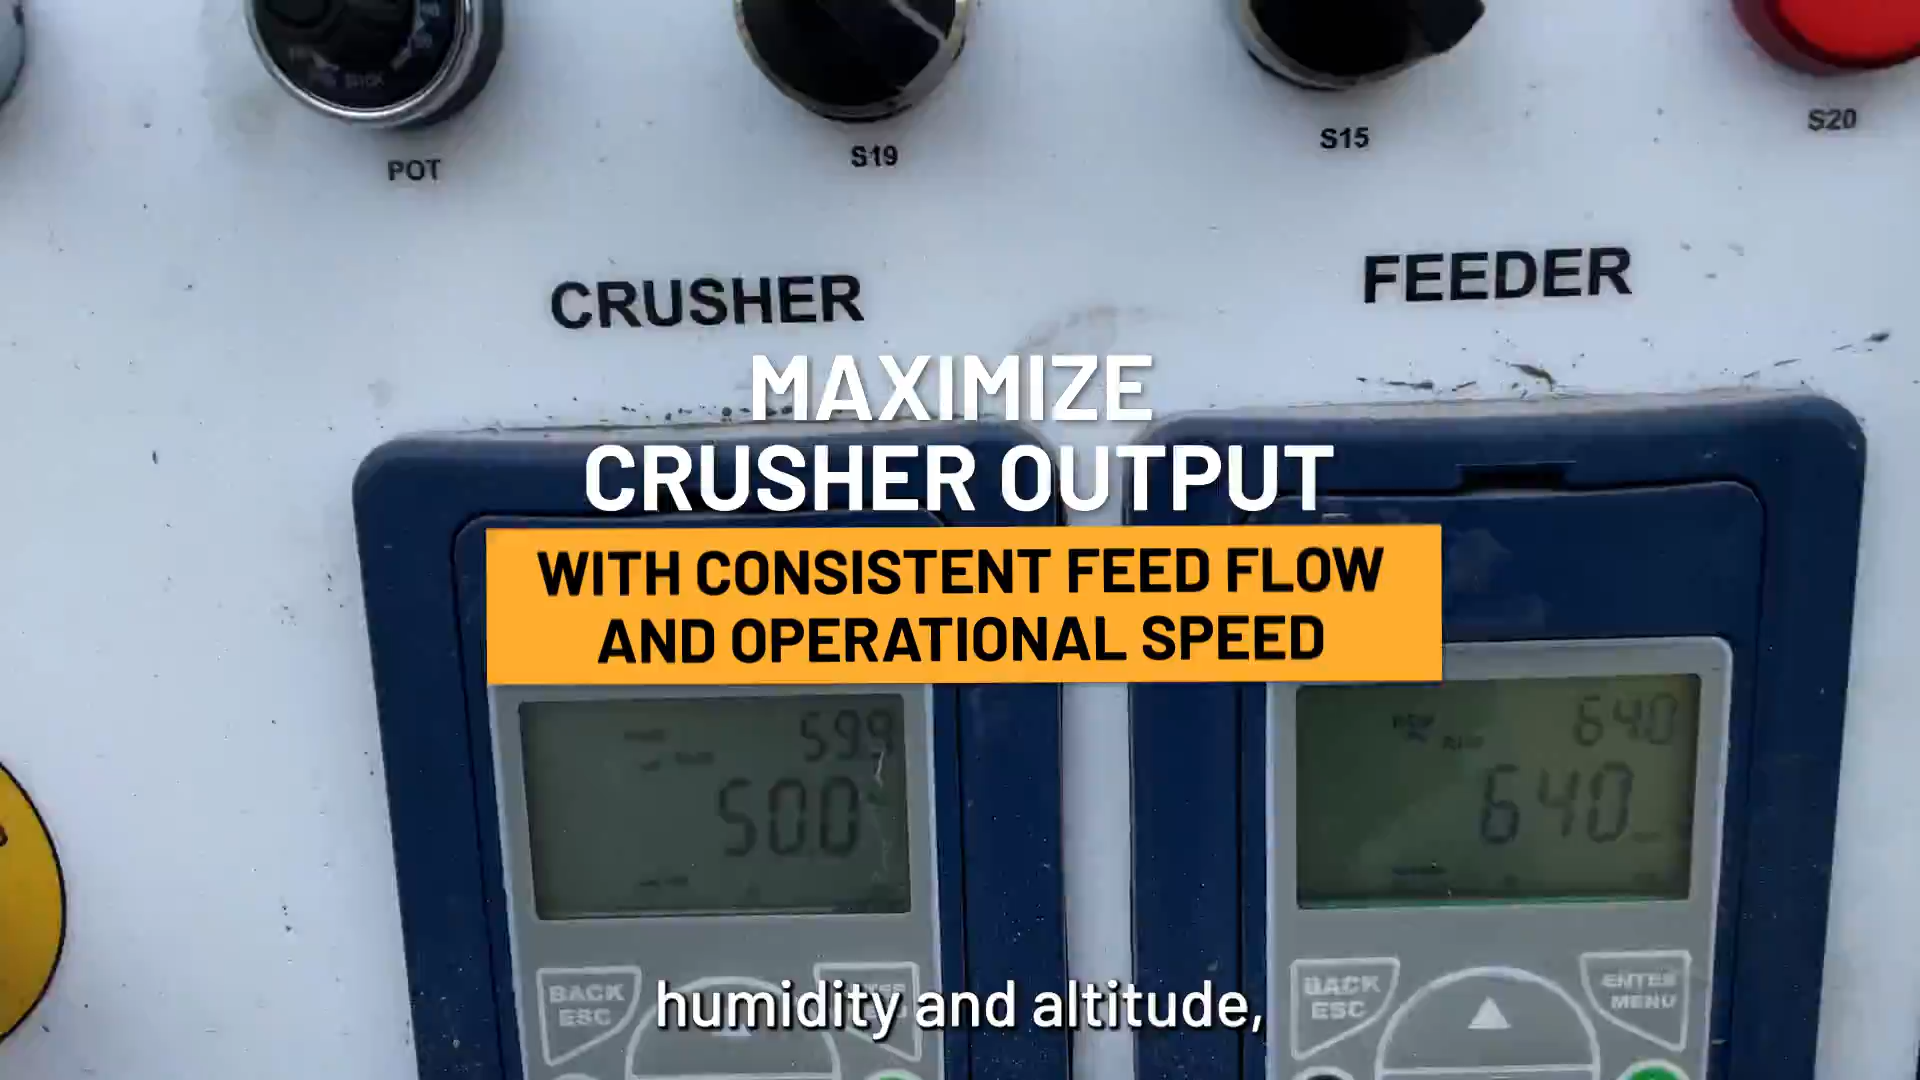 POT
S19
S15
S20
CRUSHER
FEEDER
MAXIMIZE
CRUSHER OUTPUT
WITH CONSISTENT FEED FLOW
AND OPERATIONAL SPEED
59.9
50.0
64.0
64.0
BACK
ESC
BACK
ESC
ENTER
MENU
humidity and altitude,